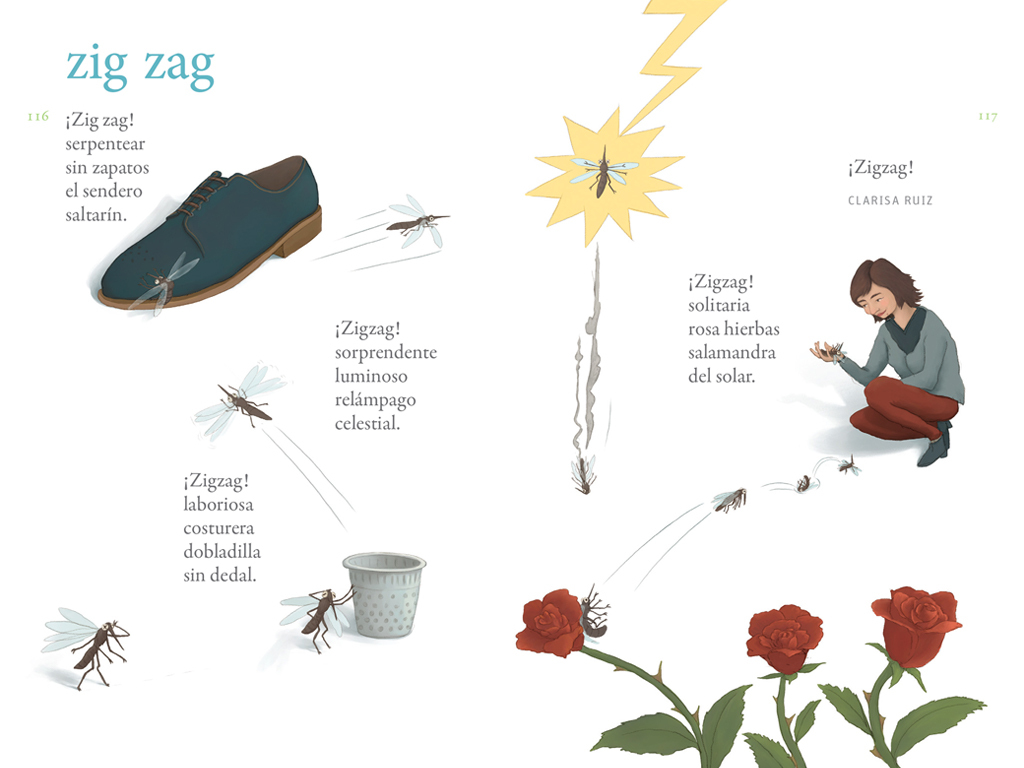 zig zag
116
¡Zig zag!
serpentear
sin zapatos
el sendero
saltarín.
¡Zigzag!
sorprendente
luminoso
relámpago
celestial.
¡Zigzag!
laboriosa
costurera
dobladilla
sin dedal.
117
¡Zigzag!
solitaria
rosa hierbas
salamandra
del solar.
¡Zigzag!
CLARISA RUIZ